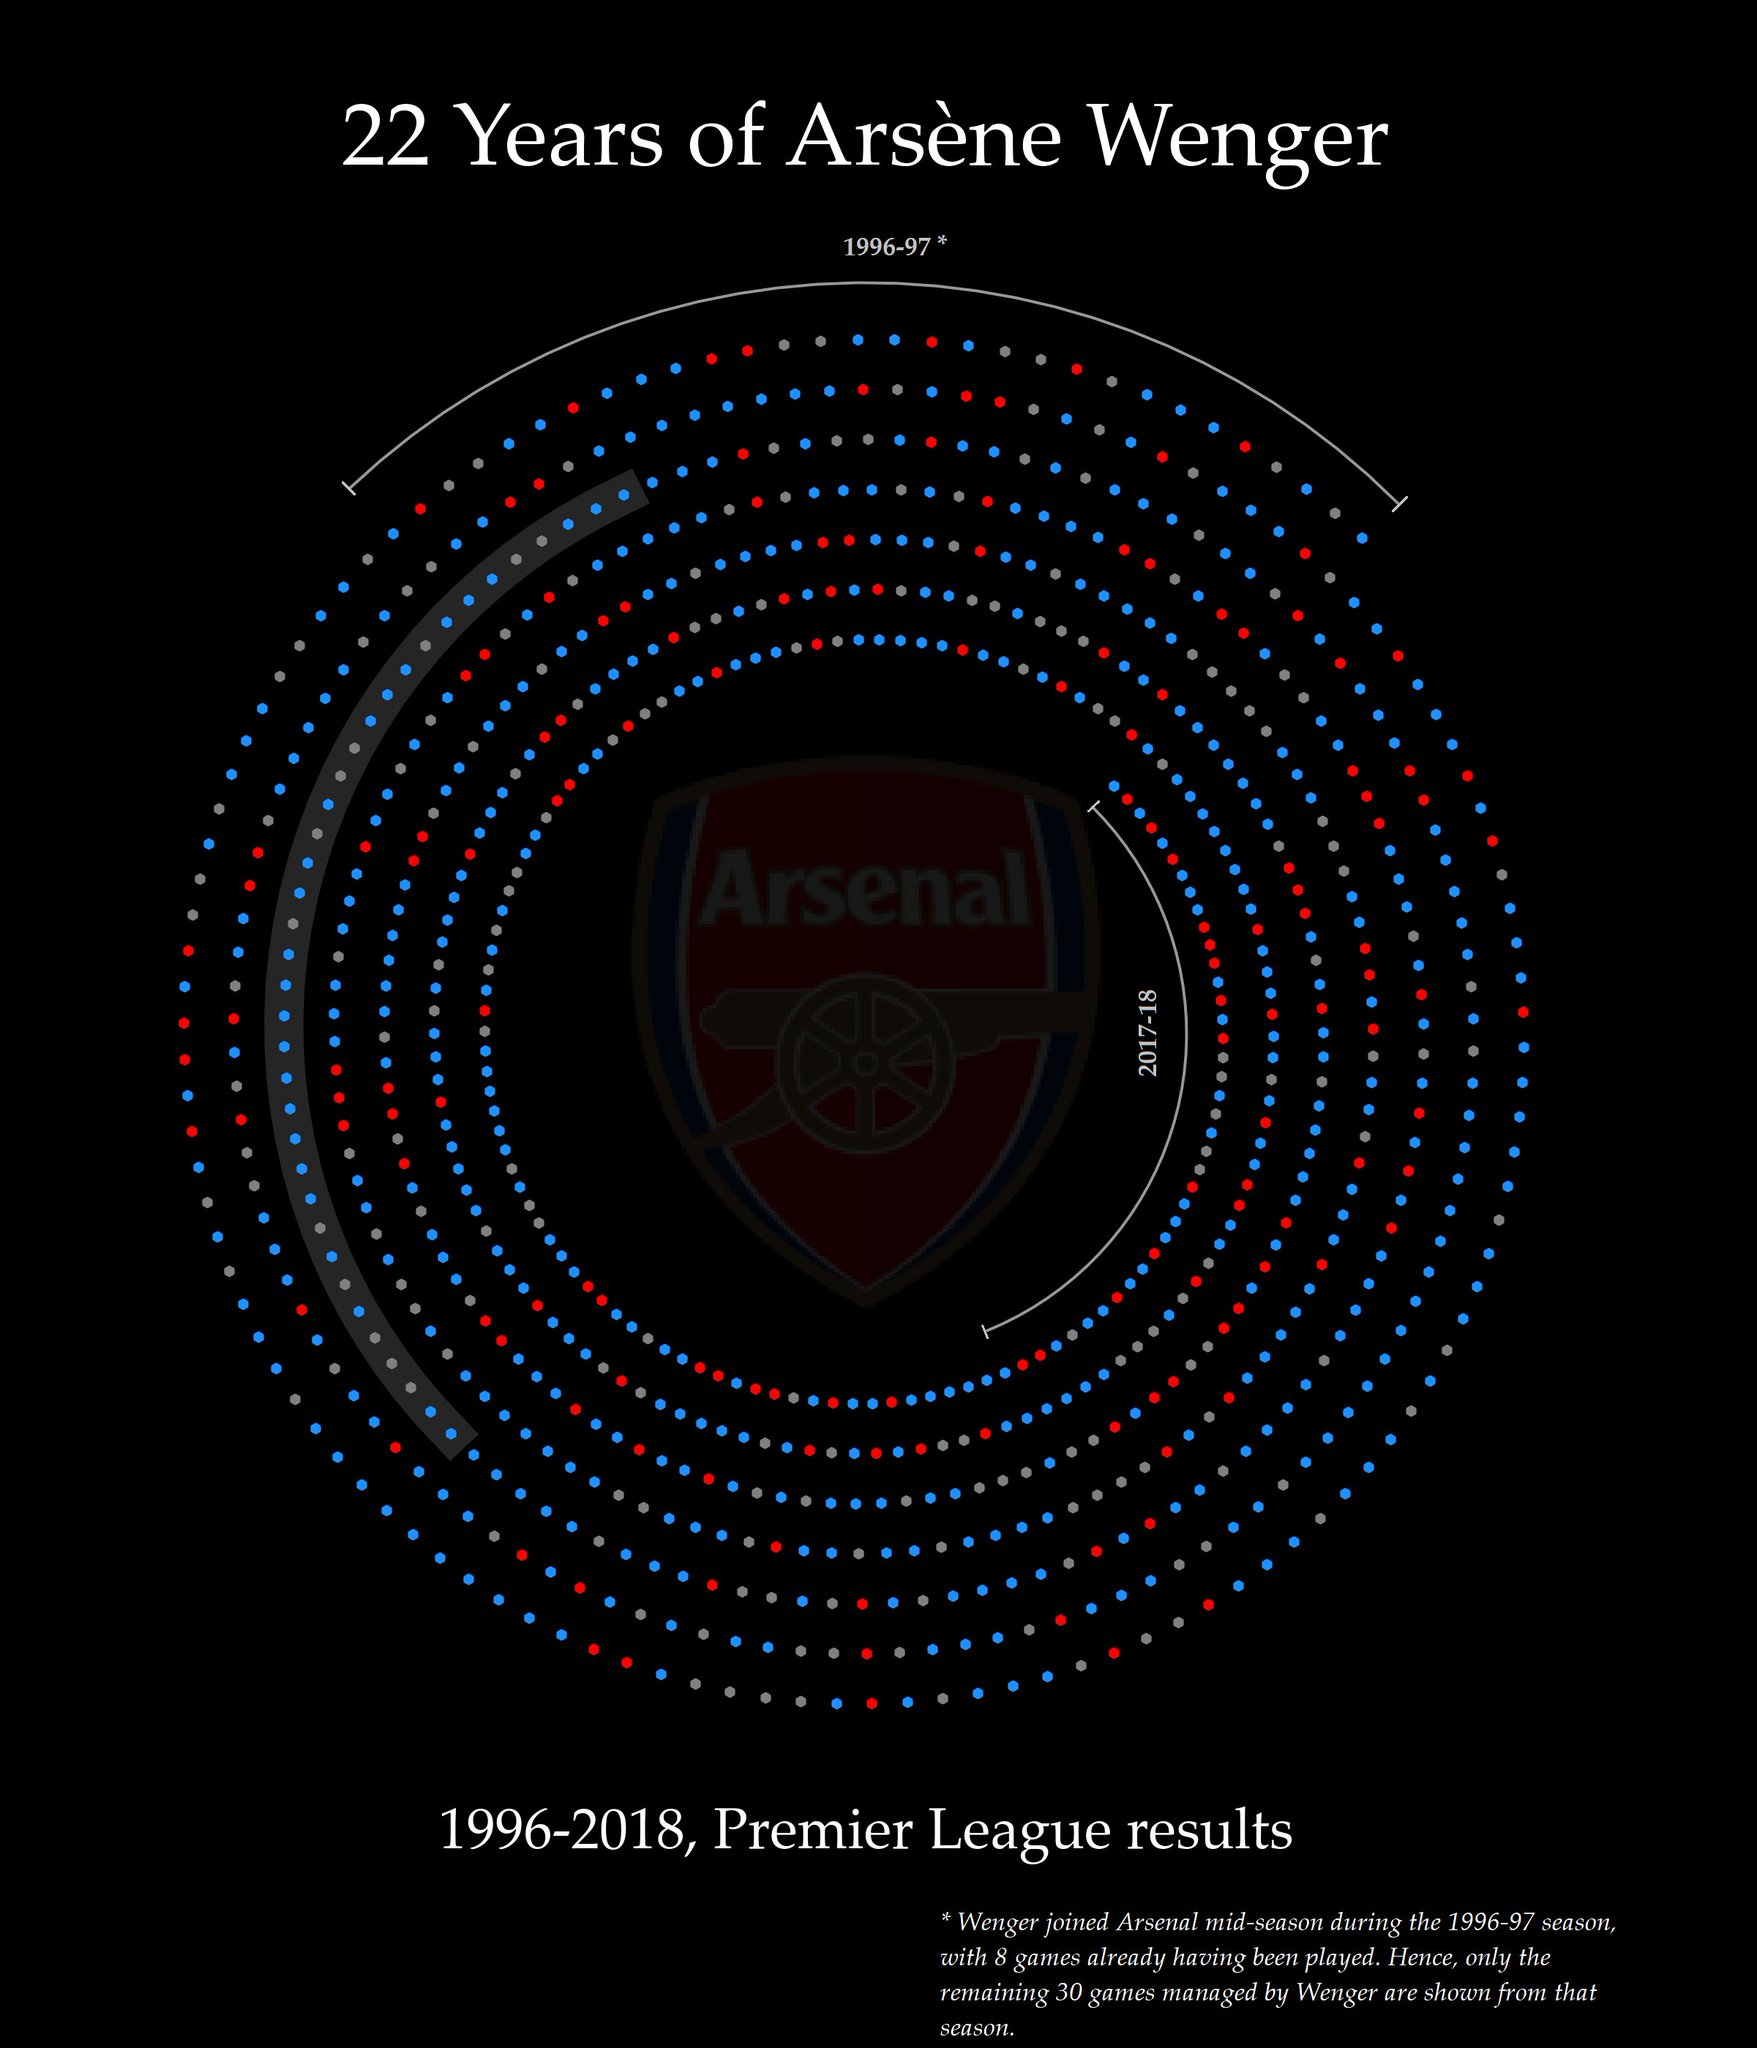 22 Years of Arsène Wenger
1996-97 *
Arsenal
2017-18
1996-2018, Premier League results
* Wenger joined Arsenal mid-season during the 1996-97 season,
with 8 games already having been played. Hence, only the
remaining 30 games managed by Wenger are shown from that
season.